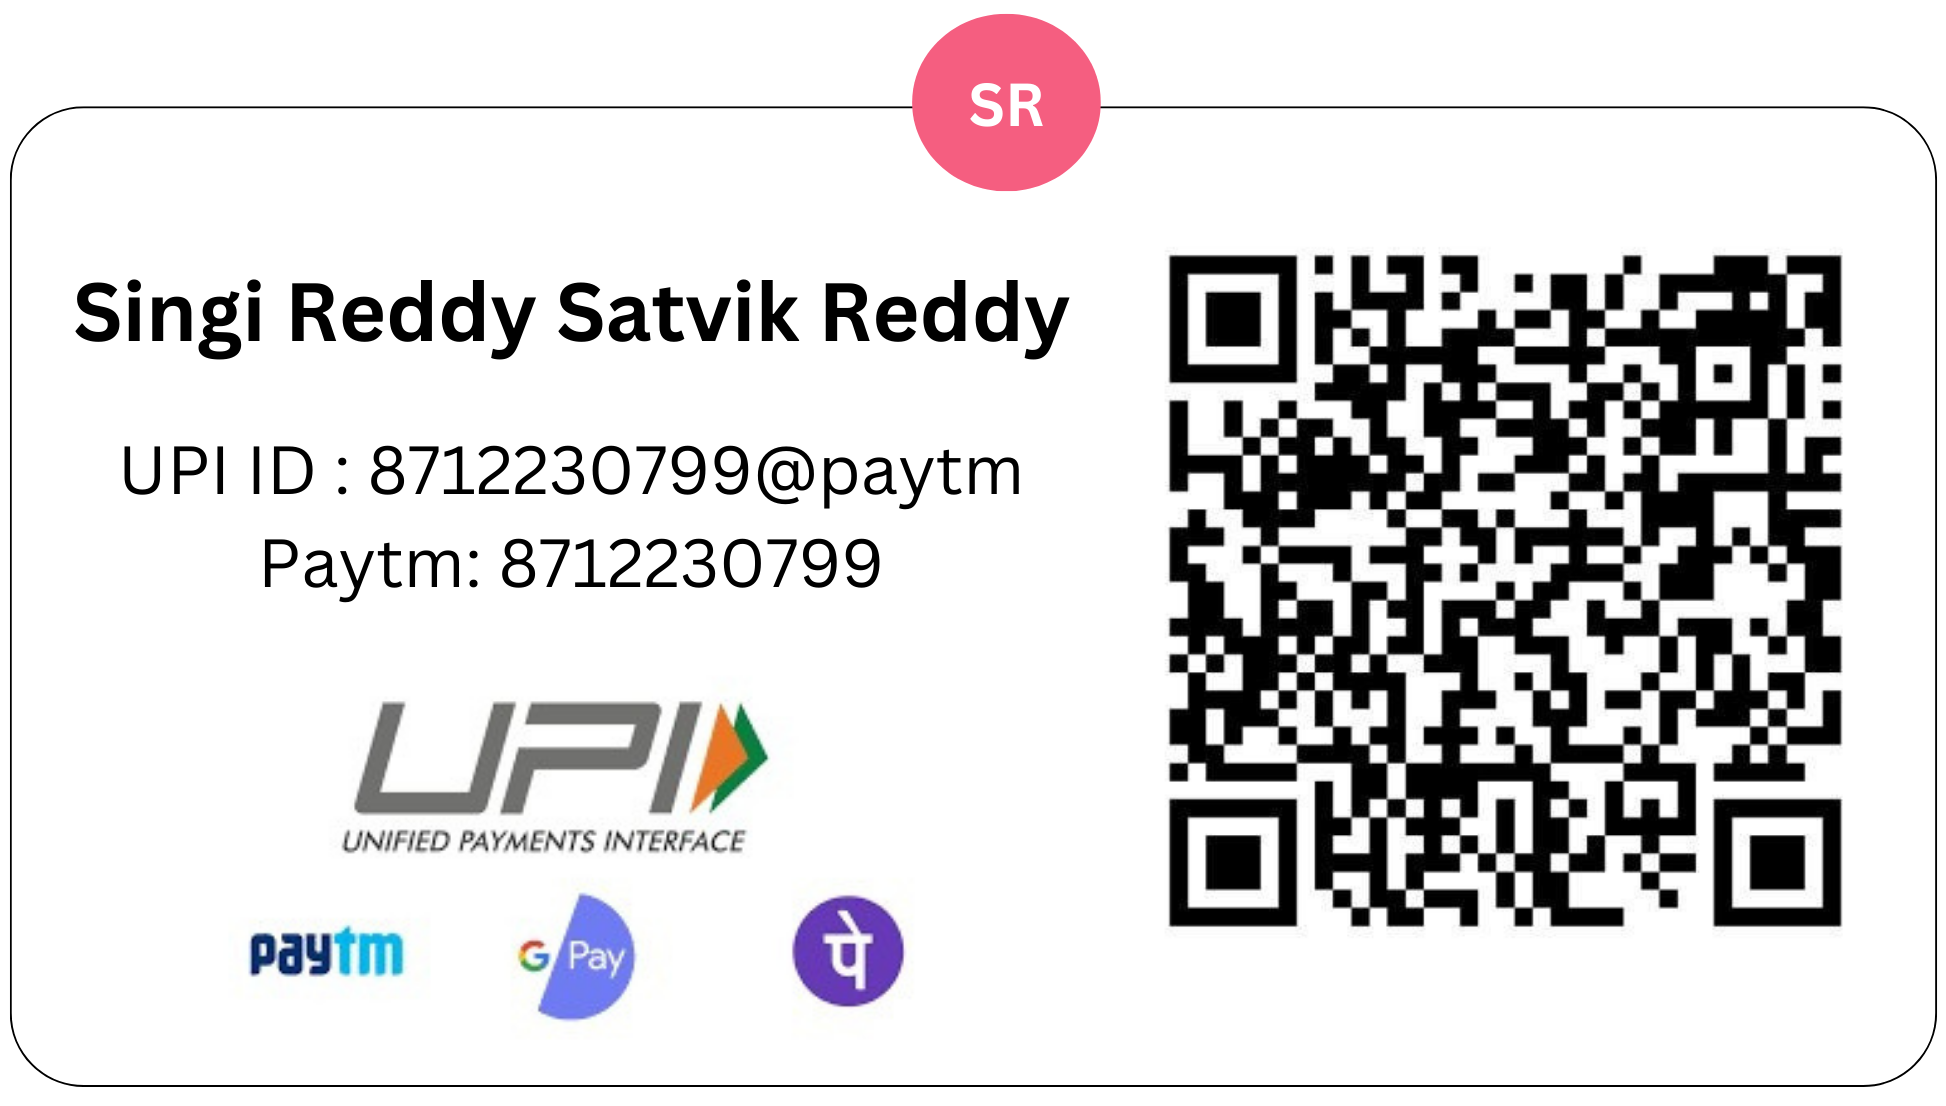 SR
Singi Reddy Satvik Reddy
UPI ID : 8712230799@paytm
Paytm: 8712230799
UPI
UNIFIED PAYMENTS INTERFACE
paytm
G Pay
पे